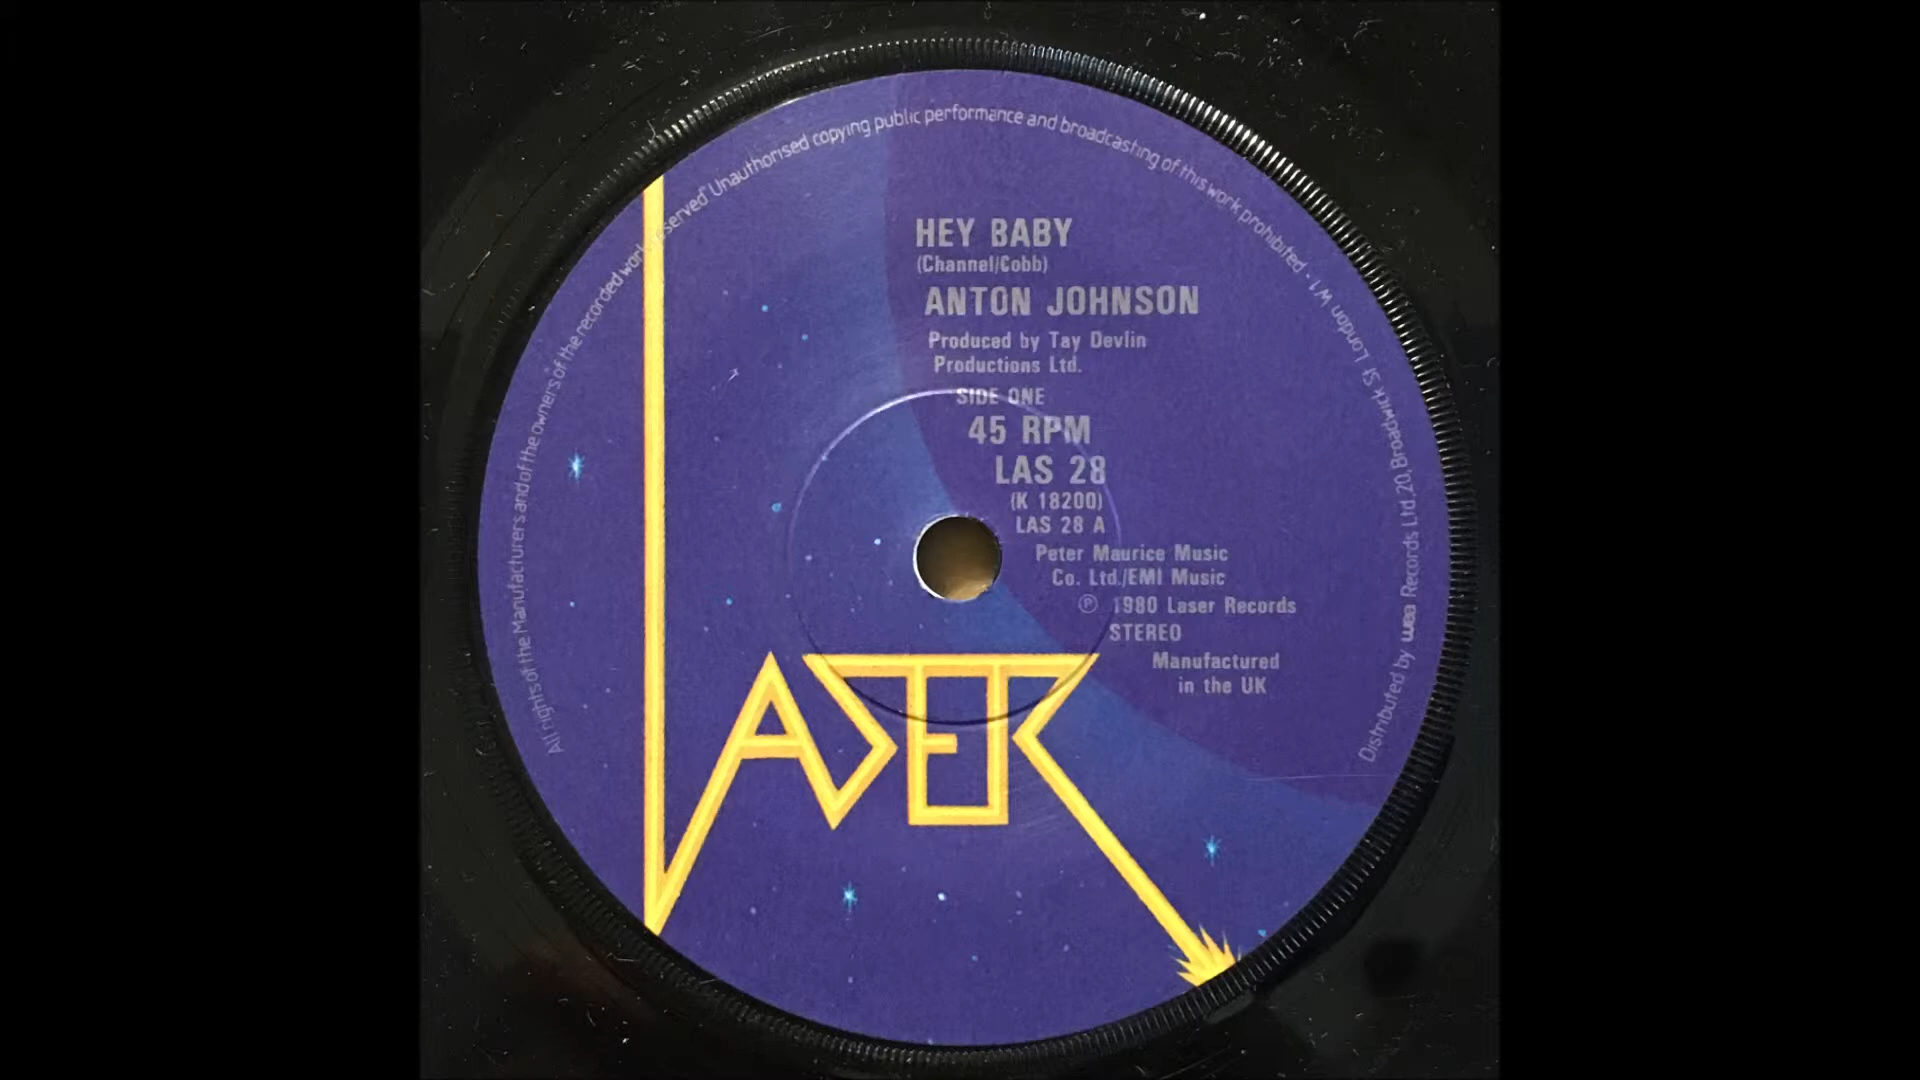 All rights of the Manufacturers and of the owners of the recorded work reserved Unauthorised copying public performance and broadcasting of this work prohibited •
HEY BABY
(Channel/Cobb)
ANTON JOHNSON
Produced by Tay Devlin
Productions Ltd.
SIDE ONE
45 RPM
LAS 28
(K 18200)
LAS 28 A
Peter Maurice Music
Co. Ltd./EMI Music
℗ 1980 Laser Records
STEREO
Manufactured
in the UK
LASER
Distributed by wea Records Ltd, 20, Broadwick St London W1